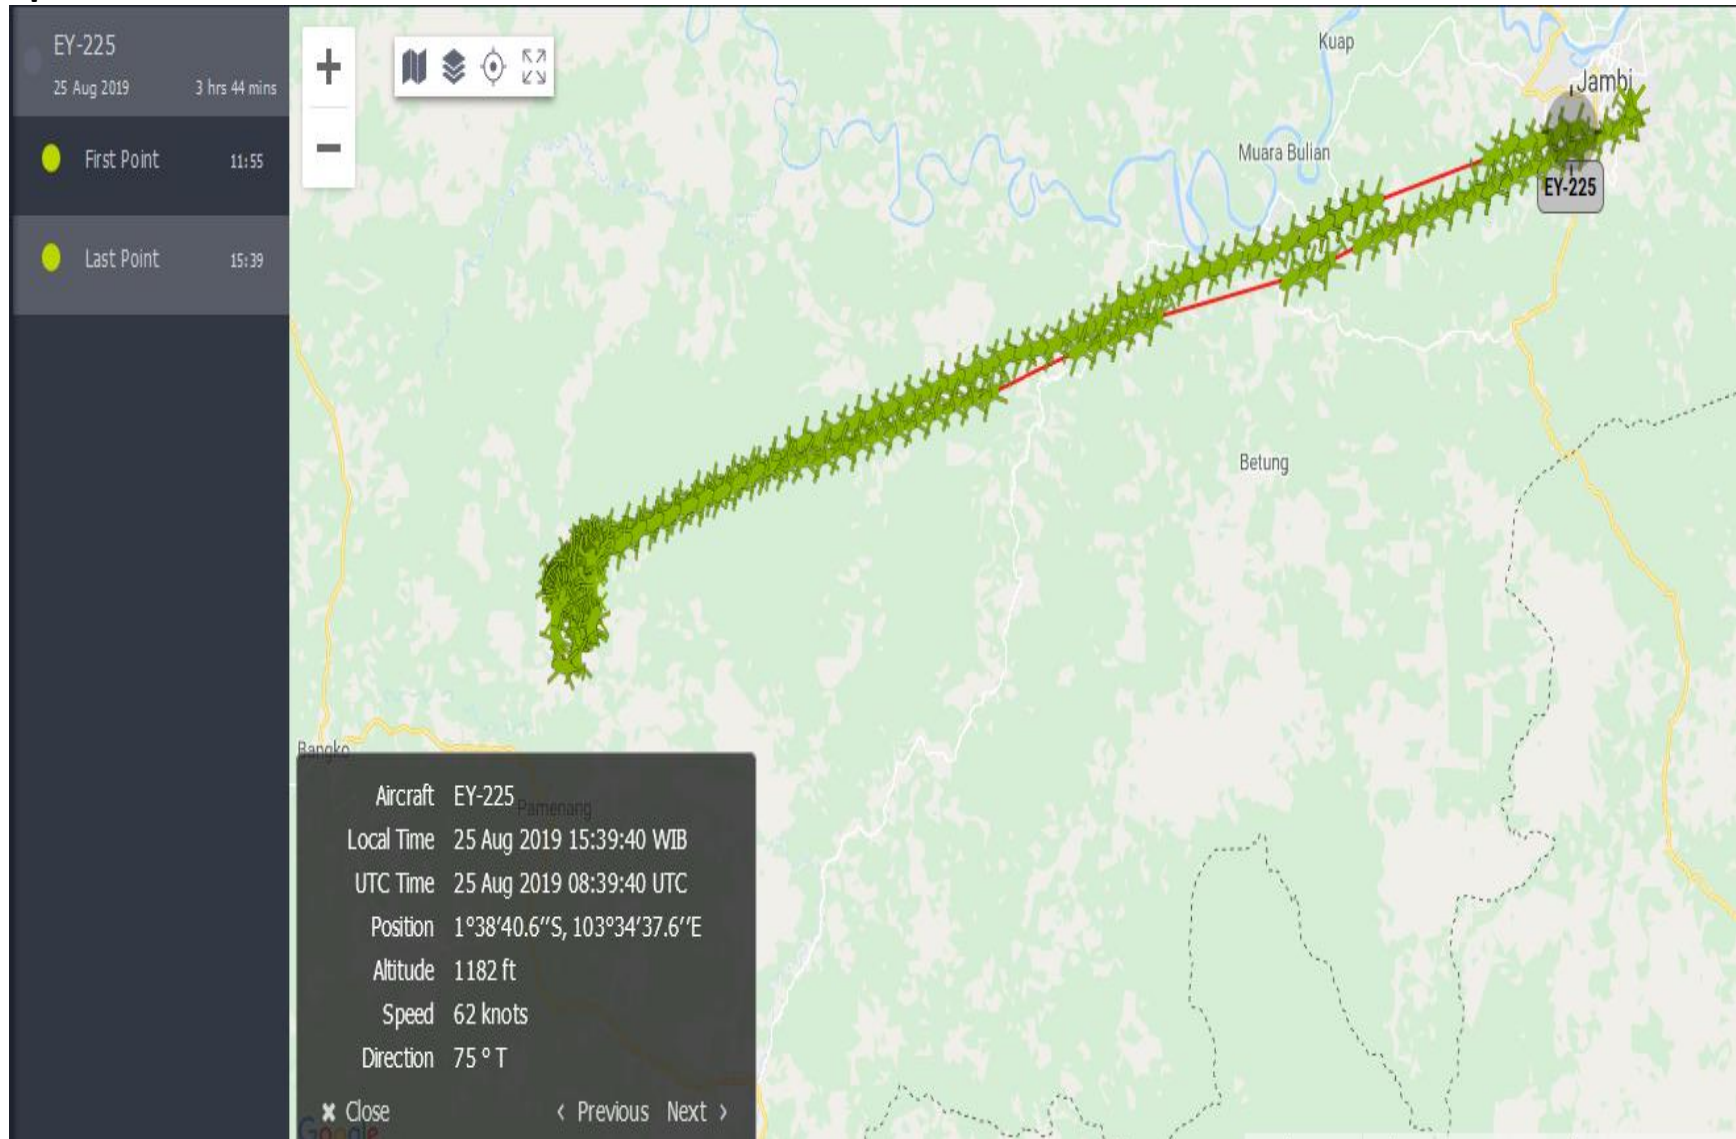 EY-225
25 Aug 2019 3 hrs 44 mins
First Point 11:55
Last Point 15:39
+
−
Kuap
Jambi
Muara Bulian
EY-225
Betung
Bangko
Pamenang
Aircraft EY-225
Local Time 25 Aug 2019 15:39:40 WIB
UTC Time 25 Aug 2019 08:39:40 UTC
Position 1°38'40.6''S, 103°34'37.6''E
Altitude 1182 ft
Speed 62 knots
Direction 75 ° T
✖ Close ‹ Previous Next ›
Google